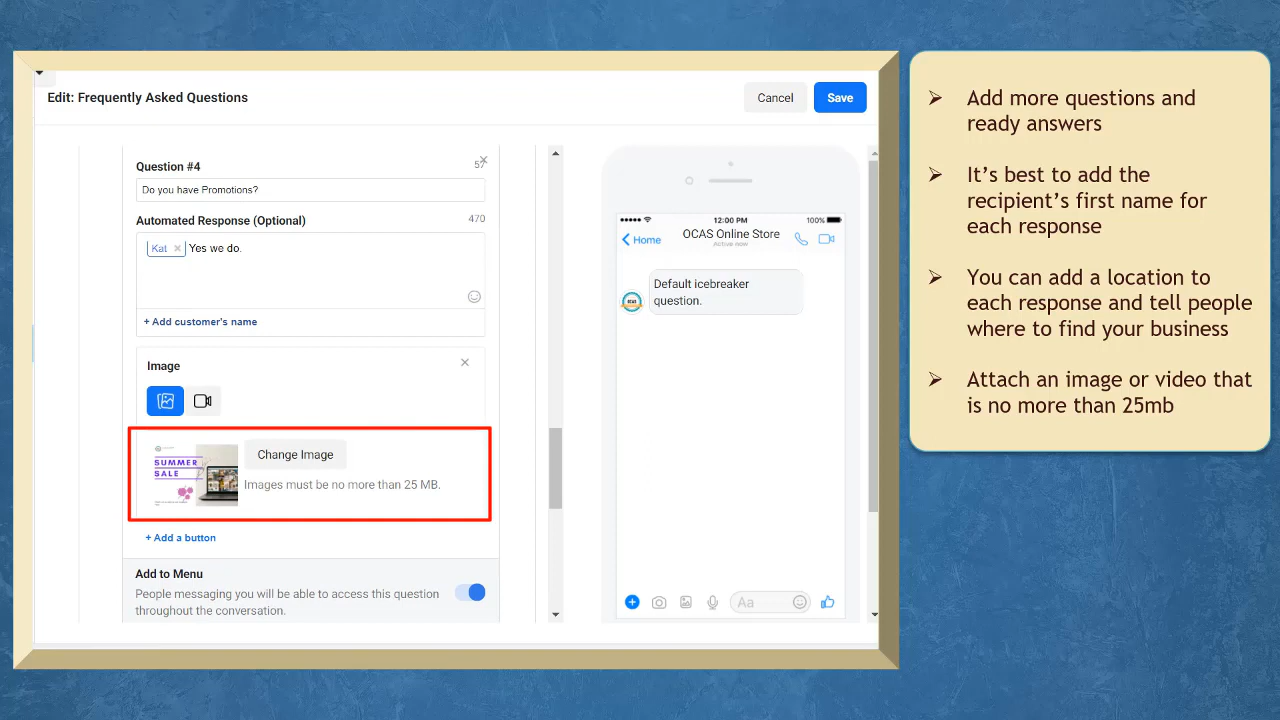 Edit: Frequently Asked Questions
Cancel
Save
Question #4
57
Do you have Promotions?
Automated Response (Optional)
470
Kat × Yes we do.
+ Add customer's name
Image
SUMMER
SALE
Change Image
Images must be no more than 25 MB.
+ Add a button
Add to Menu
People messaging you will be able to access this question
throughout the conversation.
12:00 PM
100%
Home
OCAS Online Store
Active now
Default icebreaker
question.
OCAS
Aa
➢ Add more questions and
ready answers
➢ It's best to add the
recipient's first name for
each response
➢ You can add a location to
each response and tell people
where to find your business
➢ Attach an image or video that
is no more than 25mb